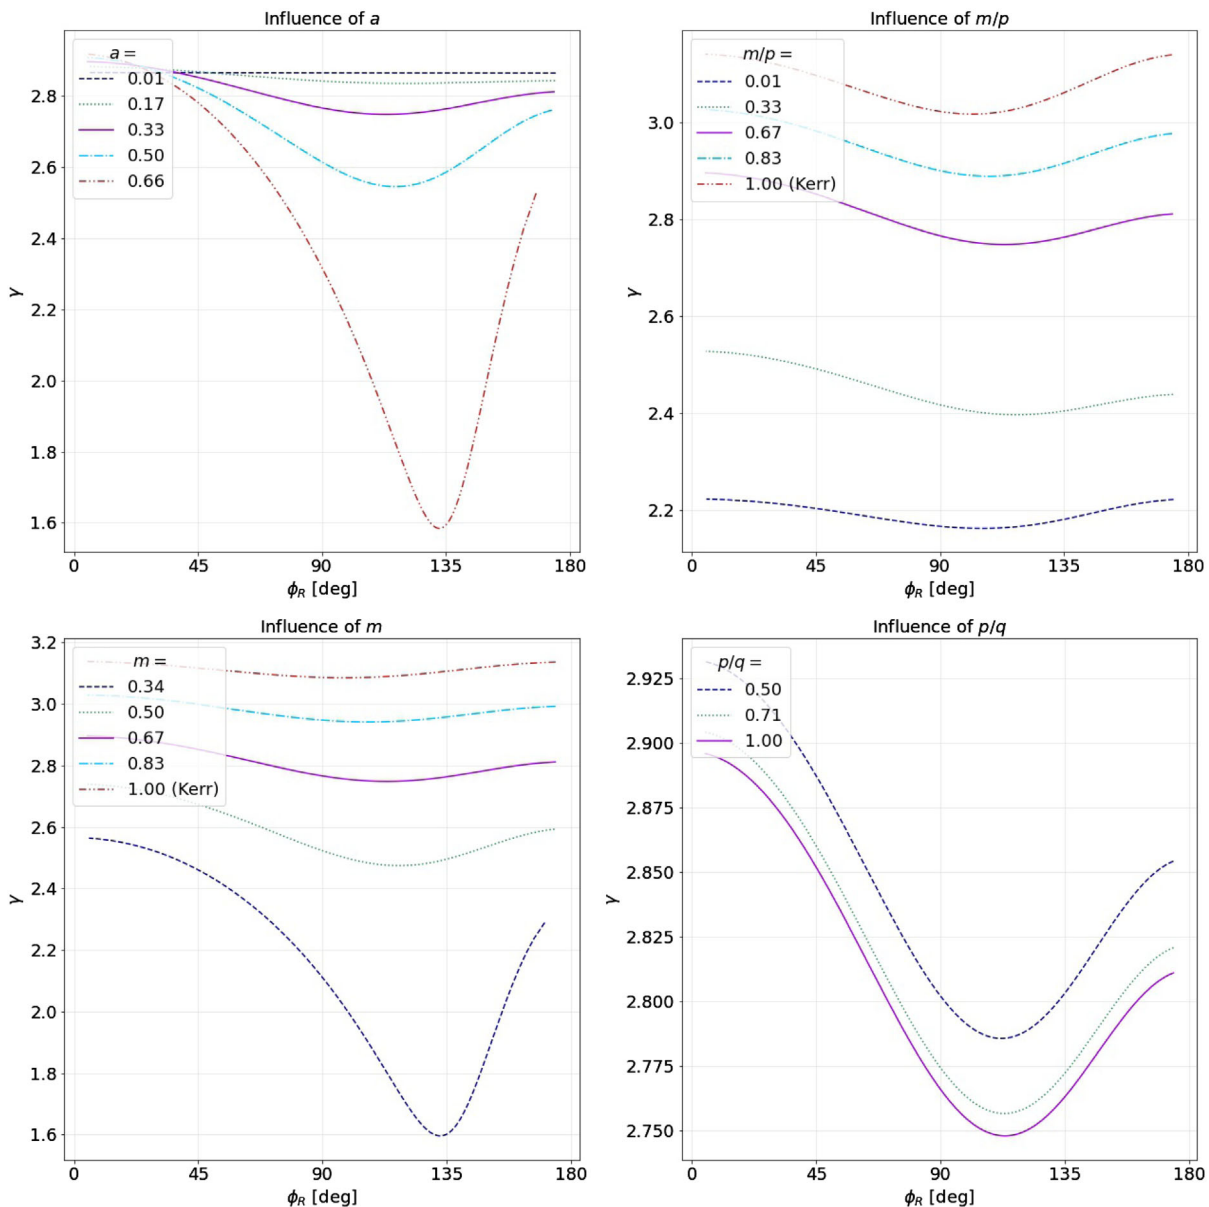 Influence of a
a =
0.01
0.17
0.33
0.50
0.66
2.8
2.6
2.4
2.2
2.0
1.8
1.6
γ
0 45 90 135 180
ϕR [deg]
Influence of m/p
m/p =
0.01
0.33
0.67
0.83
1.00 (Kerr)
3.0
2.8
2.6
2.4
2.2
γ
0 45 90 135 180
ϕR [deg]
Influence of m
m =
0.34
0.50
0.67
0.83
1.00 (Kerr)
3.2
3.0
2.8
2.6
2.4
2.2
2.0
1.8
1.6
γ
0 45 90 135 180
ϕR [deg]
Influence of p/q
p/q =
0.50
0.71
1.00
2.925
2.900
2.875
2.850
2.825
2.800
2.775
2.750
γ
0 45 90 135 180
ϕR [deg]